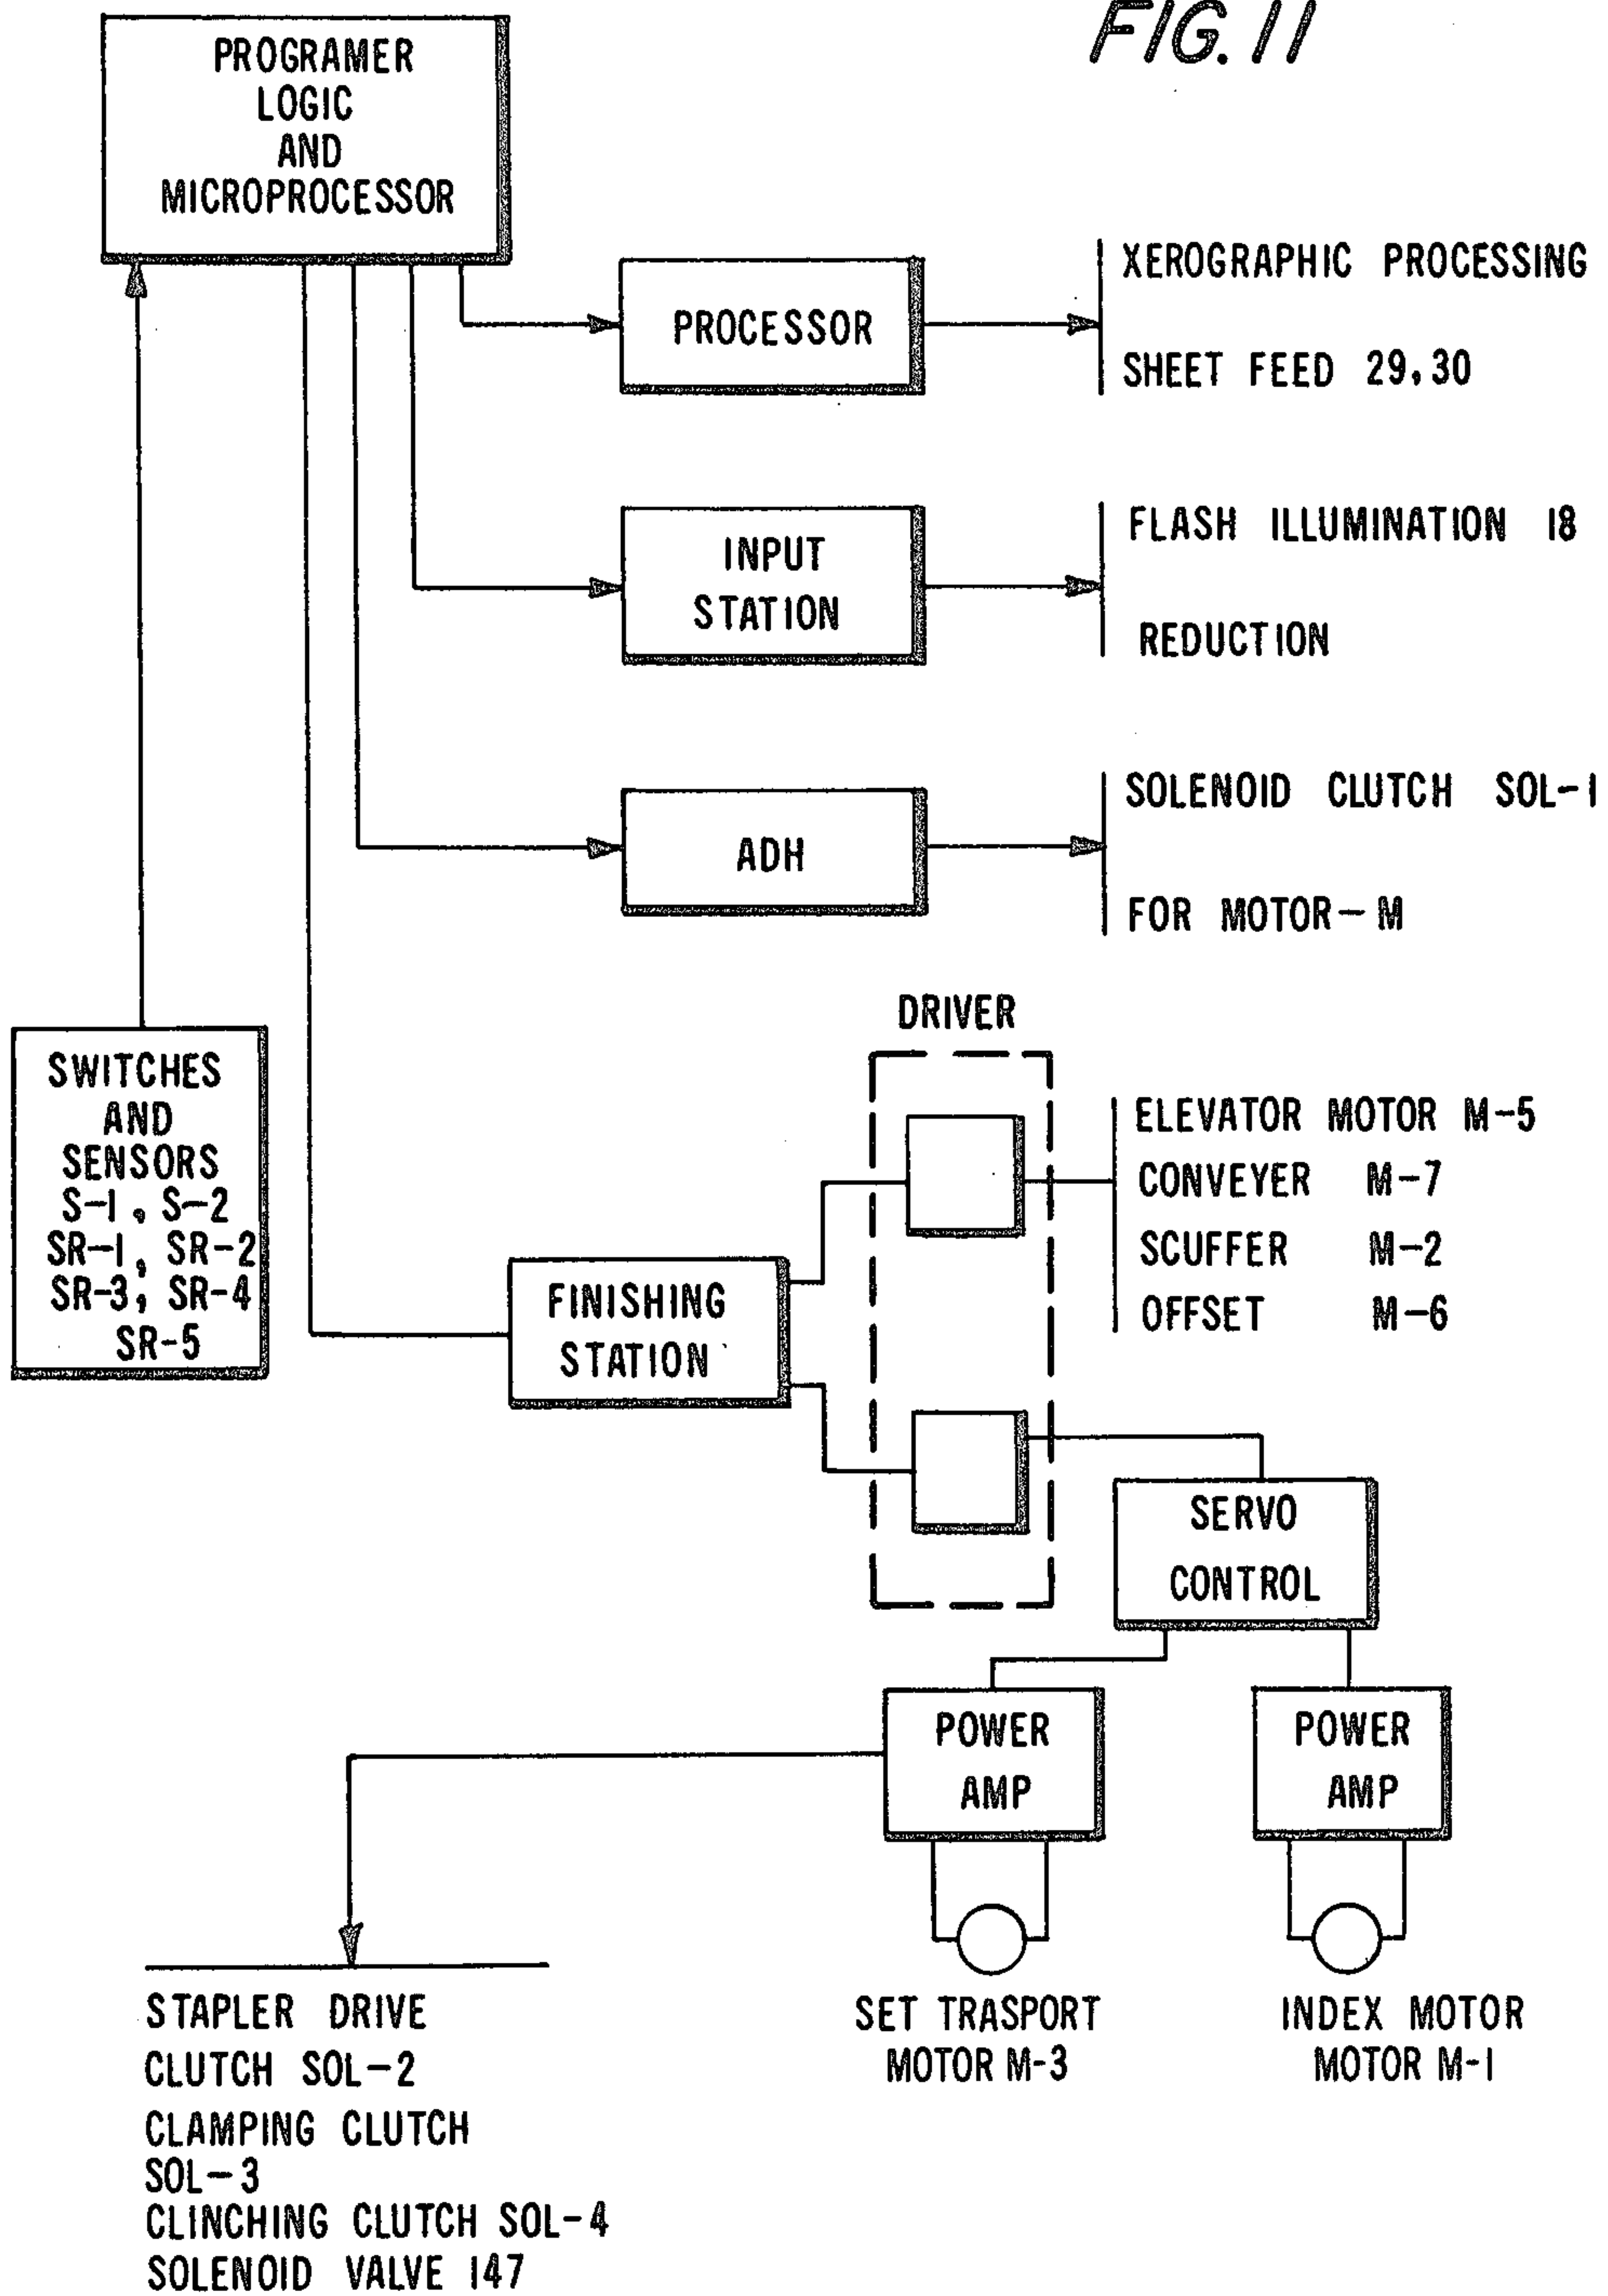 FIG. 11
PROGRAMER
LOGIC
AND
MICROPROCESSOR
PROCESSOR
XEROGRAPHIC PROCESSING
SHEET FEED 29,30
INPUT
STATION
FLASH ILLUMINATION 18
REDUCTION
ADH
SOLENOID CLUTCH SOL-1
FOR MOTOR-M
SWITCHES
AND
SENSORS
S-1, S-2
SR-1, SR-2
SR-3, SR-4
SR-5
DRIVER
ELEVATOR MOTOR M-5
CONVEYER M-7
SCUFFER M-2
OFFSET M-6
FINISHING
STATION
SERVO
CONTROL
POWER
AMP
POWER
AMP
SET TRASPORT
MOTOR M-3
INDEX MOTOR
MOTOR M-1
STAPLER DRIVE
CLUTCH SOL-2
CLAMPING CLUTCH
SOL-3
CLINCHING CLUTCH SOL-4
SOLENOID VALVE 147